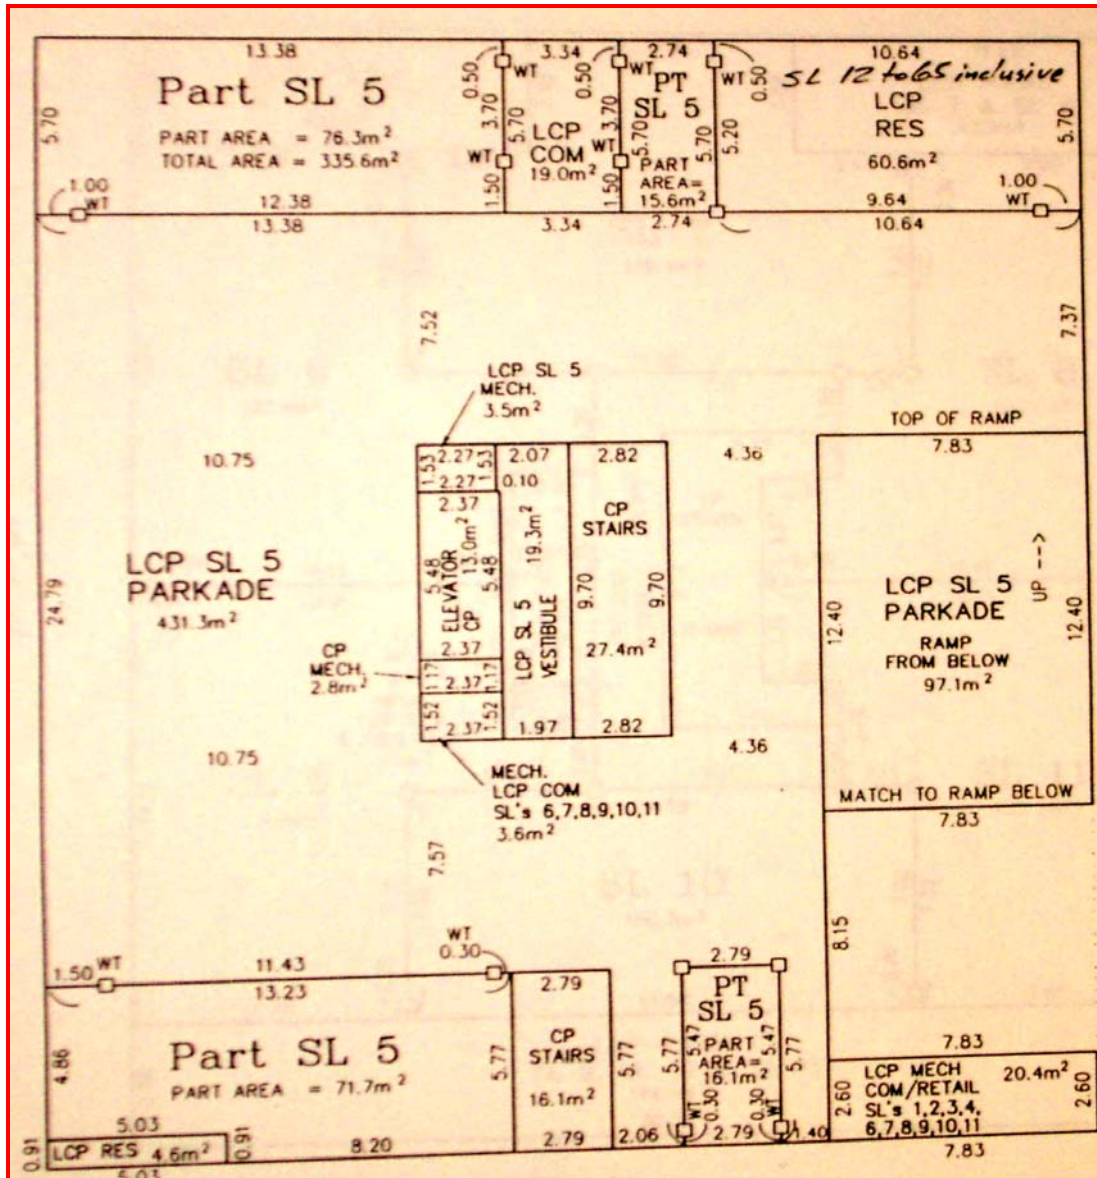 13.38
3.34
2.74
10.64
Part SL 5
PART AREA = 76.3m²
TOTAL AREA = 335.6m²
5.70
0.50
WT
3.70
5.70
WT
1.50
LCP
COM
19.0m²
0.50
WT
3.70
5.70
WT
1.50
PT
SL 5
PART
AREA=
15.6m²
WT
0.50
5.70
5.20
SL 12 to 65 inclusive
LCP
RES
60.6m²
5.70
1.00
WT
12.38
13.38
3.34
2.74
9.64
10.64
1.00
WT
7.52
7.37
LCP SL 5
MECH.
3.5m²
TOP OF RAMP
7.83
10.75
1.53
2.27
1.53
2.27
2.07
0.10
2.82
4.36
2.37
ELEVATOR
CP
13.0m²
5.48
5.48
2.37
LCP SL 5
VESTIBULE
19.3m²
CP
STAIRS
9.70
9.70
27.4m²
LCP SL 5
PARKADE
431.3m²
24.79
LCP SL 5
PARKADE
RAMP
FROM BELOW
97.1m²
UP -->
12.40
12.40
CP
MECH.
2.8m²
1.17
2.37
1.17
1.52
2.37
1.52
1.97
2.82
10.75
4.36
MECH.
LCP COM
SL's 6,7,8,9,10,11
3.6m²
MATCH TO RAMP BELOW
7.83
7.57
8.15
WT
0.30
1.50
WT
11.43
13.23
2.79
2.79
Part SL 5
PART AREA = 71.7m²
4.86
5.77
CP
STAIRS
16.1m²
5.77
5.77
5.47
PT
SL 5
PART
AREA=
16.1m²
5.47
5.77
WT
0.30
0.30
WT
7.83
LCP MECH
20.4m²
COM/RETAIL
SL's 1,2,3,4,
6,7,8,9,10,11
2.60
2.60
5.03
0.91
LCP RES 4.6m²
0.91
5.03
8.20
2.79
2.06
2.79
1.40
7.83